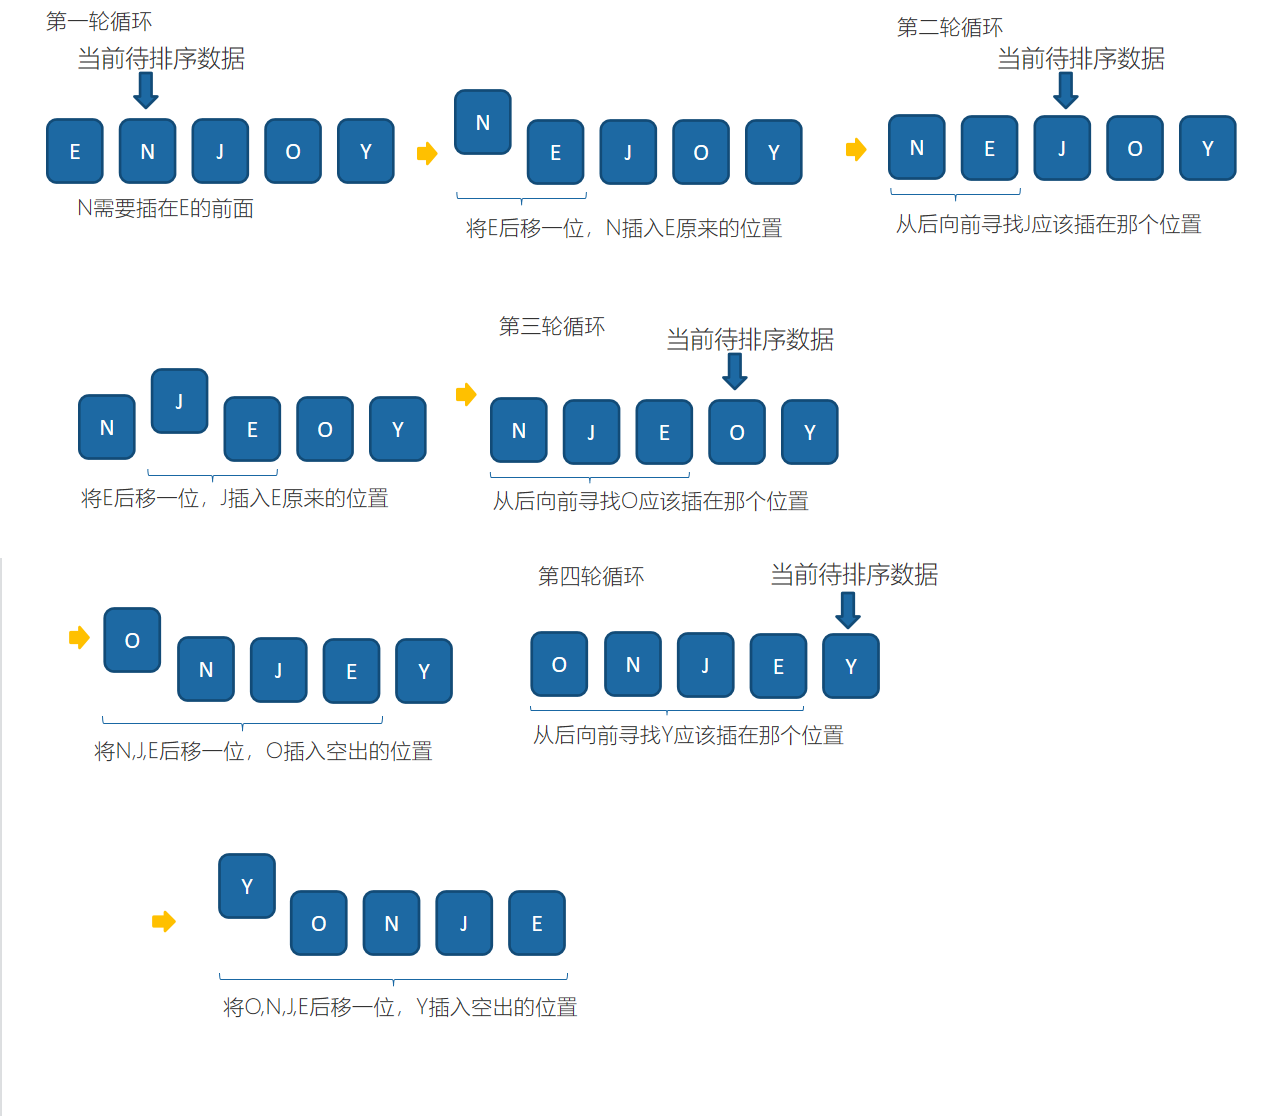 第一轮循环
当前待排序数据
E N J O Y
N需要插在E的前面
N E J O Y
将E后移一位，N插入E原来的位置
第二轮循环
当前待排序数据
N E J O Y
从后向前寻找J应该插在那个位置
N J E O Y
将E后移一位，J插入E原来的位置
第三轮循环
当前待排序数据
N J E O Y
从后向前寻找O应该插在那个位置
O N J E Y
将N,J,E后移一位，O插入空出的位置
第四轮循环
当前待排序数据
O N J E Y
从后向前寻找Y应该插在那个位置
Y O N J E
将O,N,J,E后移一位，Y插入空出的位置